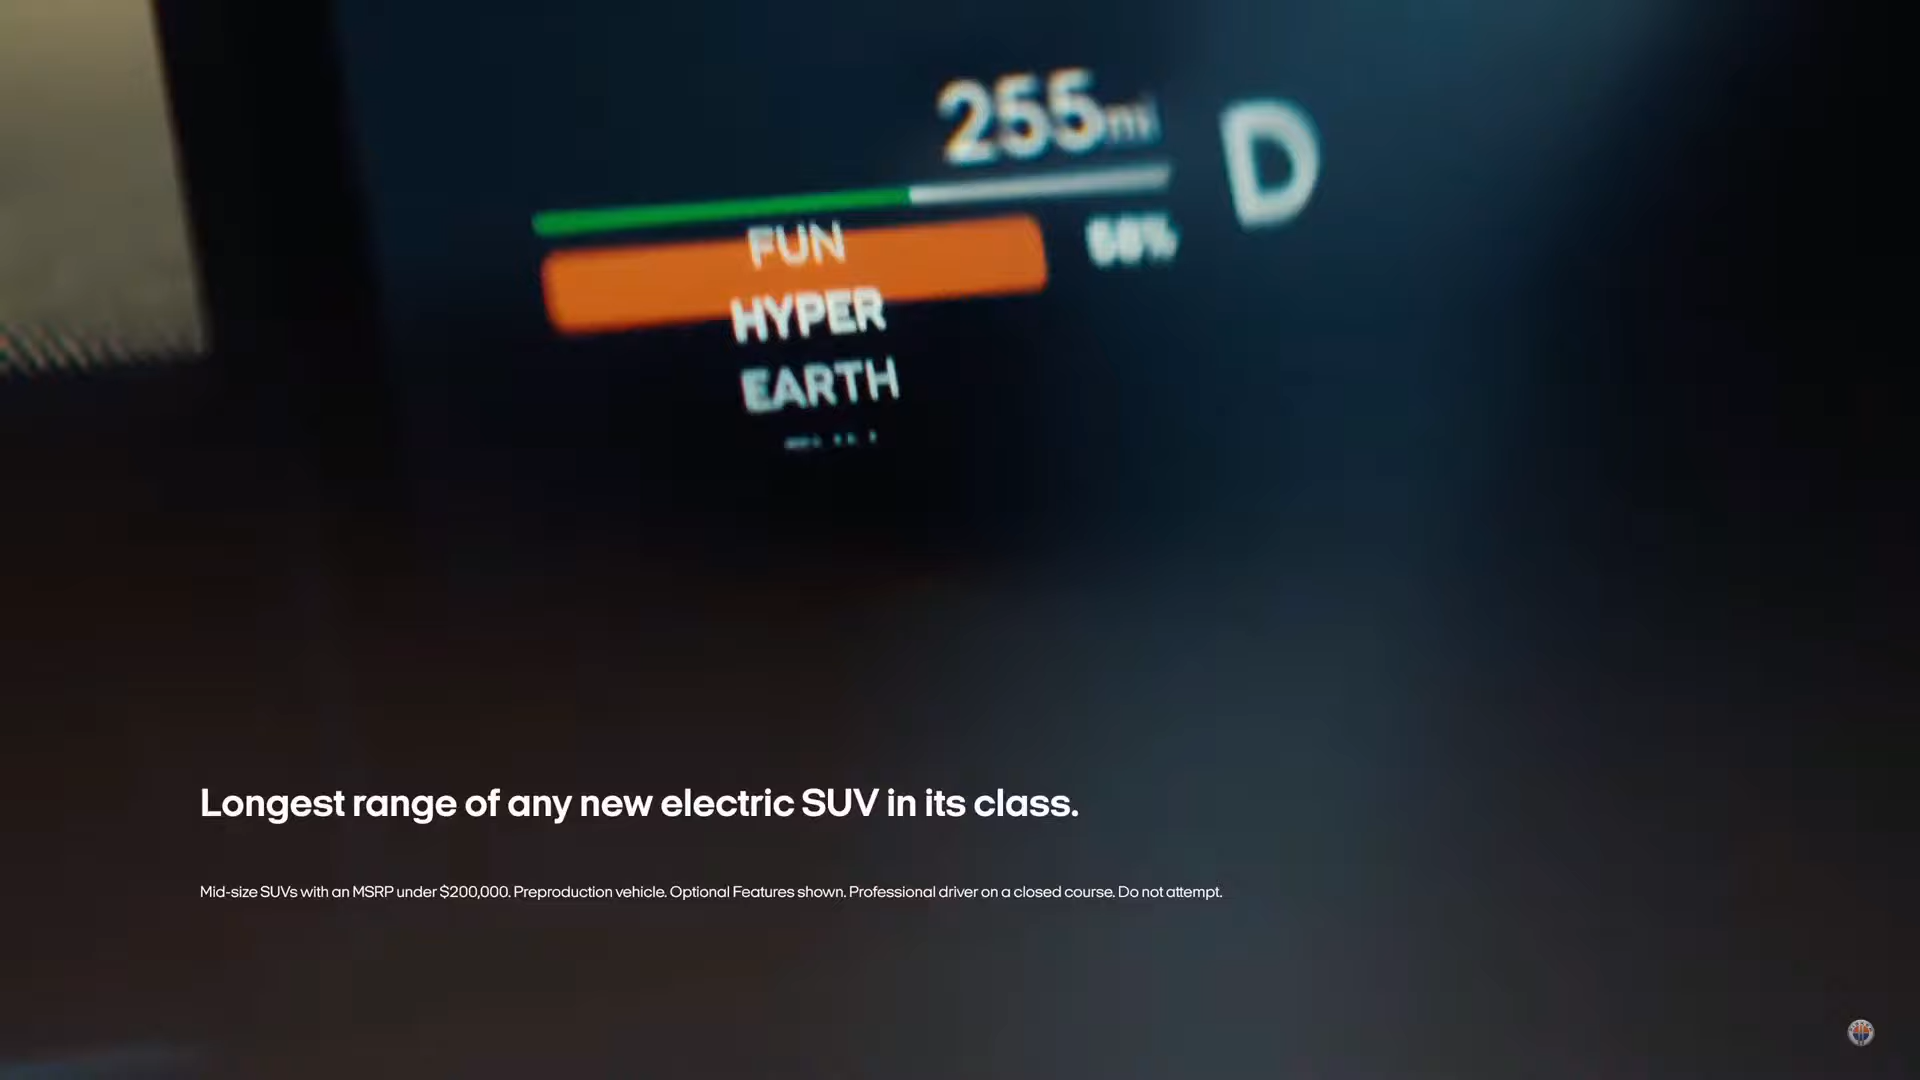 255mi
D
FUN
HYPER
EARTH
Longest range of any new electric SUV in its class.
Mid-size SUVs with an MSRP under $200,000. Preproduction vehicle. Optional Features shown. Professional driver on a closed course. Do not attempt.